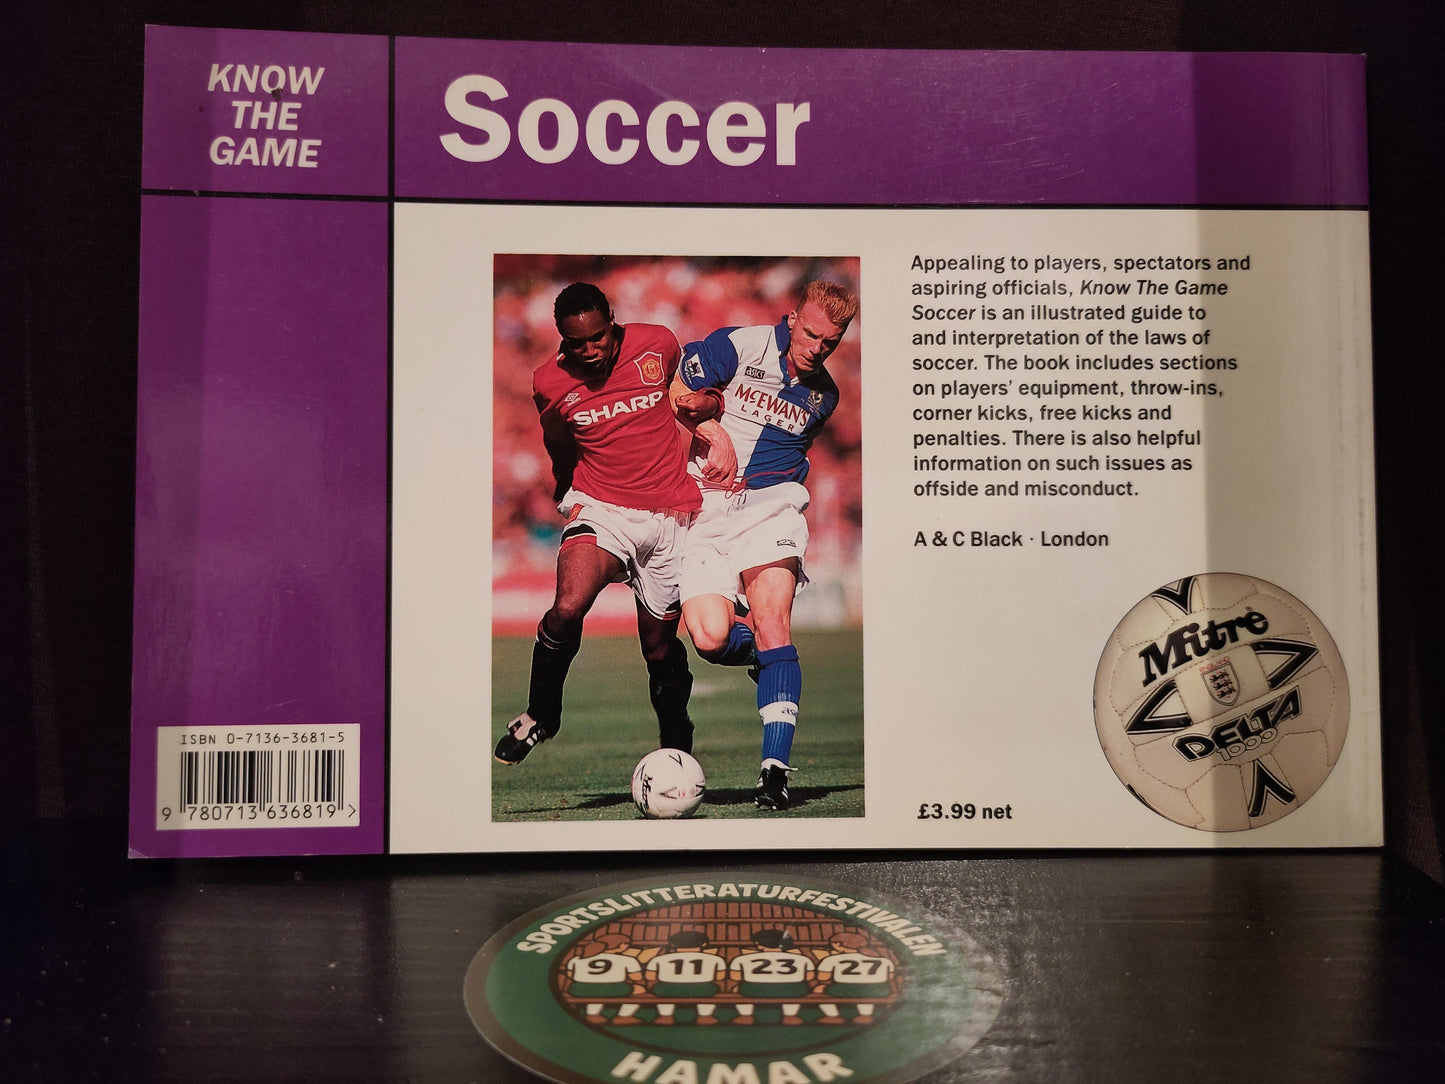 KNOW
THE
GAME
Soccer
Appealing to players, spectators and
aspiring officials, Know The Game
Soccer is an illustrated guide to
and interpretation of the laws of
soccer. The book includes sections
on players' equipment, throw-ins,
corner kicks, free kicks and
penalties. There is also helpful
information on such issues as
offside and misconduct.
A & C Black · London
SHARP
asics
McEWAN'S
LAGER
Mitre
DELTA
1000
£3.99 net
ISBN 0-7136-3681-5
9 780713 636819 >
SPORTSLITTERATURFESTIVALEN
9 11 23 27
HAMAR